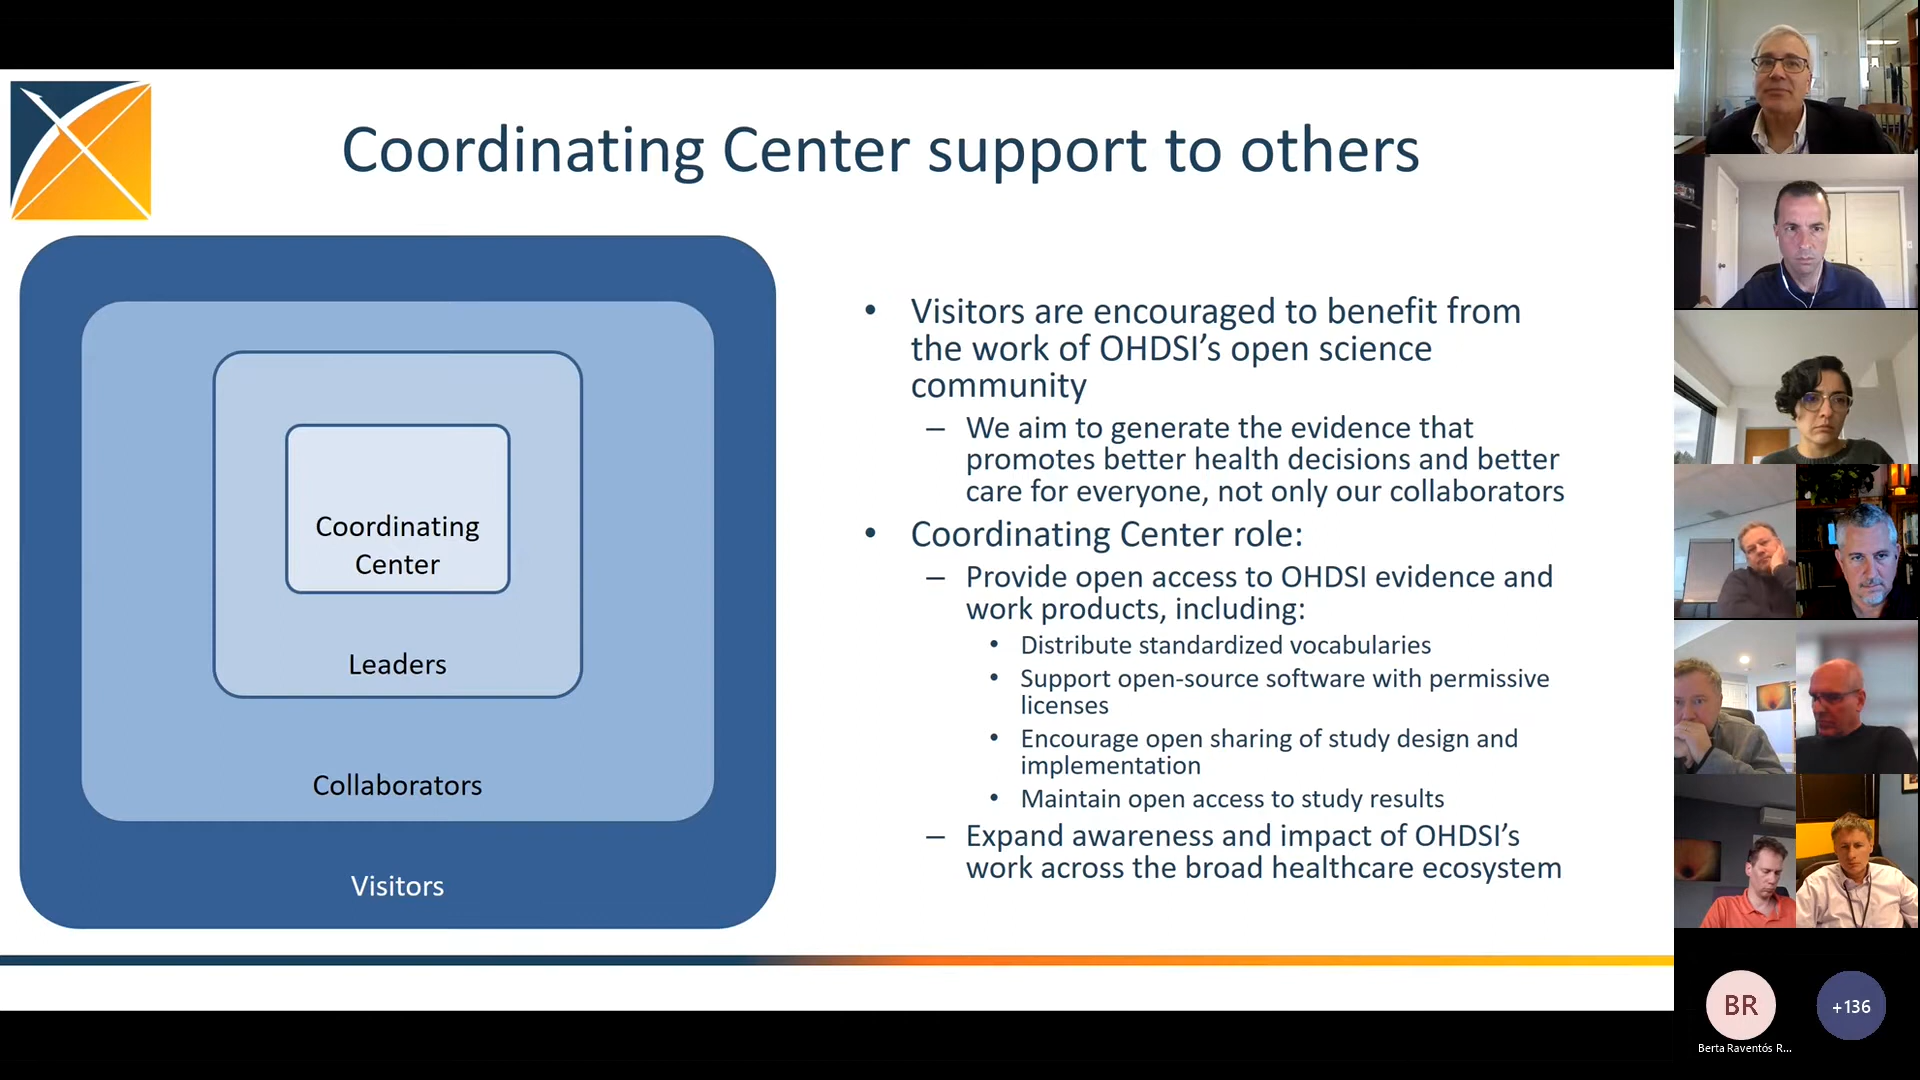 Coordinating Center support to others
Coordinating
Center
Leaders
Collaborators
Visitors
• Visitors are encouraged to benefit from
the work of OHDSI’s open science
community
– We aim to generate the evidence that
promotes better health decisions and better
care for everyone, not only our collaborators
• Coordinating Center role:
– Provide open access to OHDSI evidence and
work products, including:
• Distribute standardized vocabularies
• Support open-source software with permissive
licenses
• Encourage open sharing of study design and
implementation
• Maintain open access to study results
– Expand awareness and impact of OHDSI’s
work across the broad healthcare ecosystem
BR
+136
Berta Raventós R...